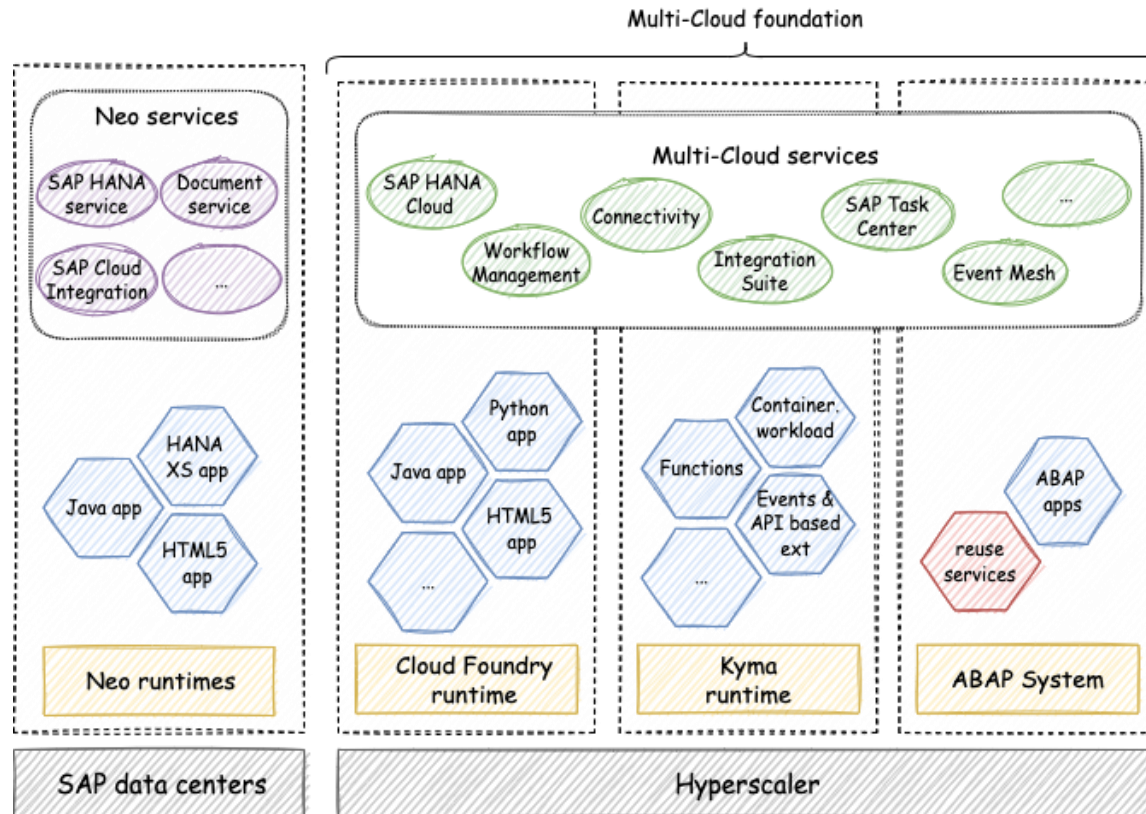 Multi-Cloud foundation
Neo services
SAP HANA
service
Document
service
SAP Cloud
Integration
...
Multi-Cloud services
SAP HANA
Cloud
Workflow
Management
Connectivity
Integration
Suite
SAP Task
Center
Event Mesh
...
HANA
XS app
Java app
HTML5
app
Python
app
Java app
HTML5
app
...
Container.
workload
Functions
Events &
API based
ext
...
ABAP
apps
reuse
services
Neo runtimes
Cloud Foundry
runtime
Kyma
runtime
ABAP System
SAP data centers
Hyperscaler